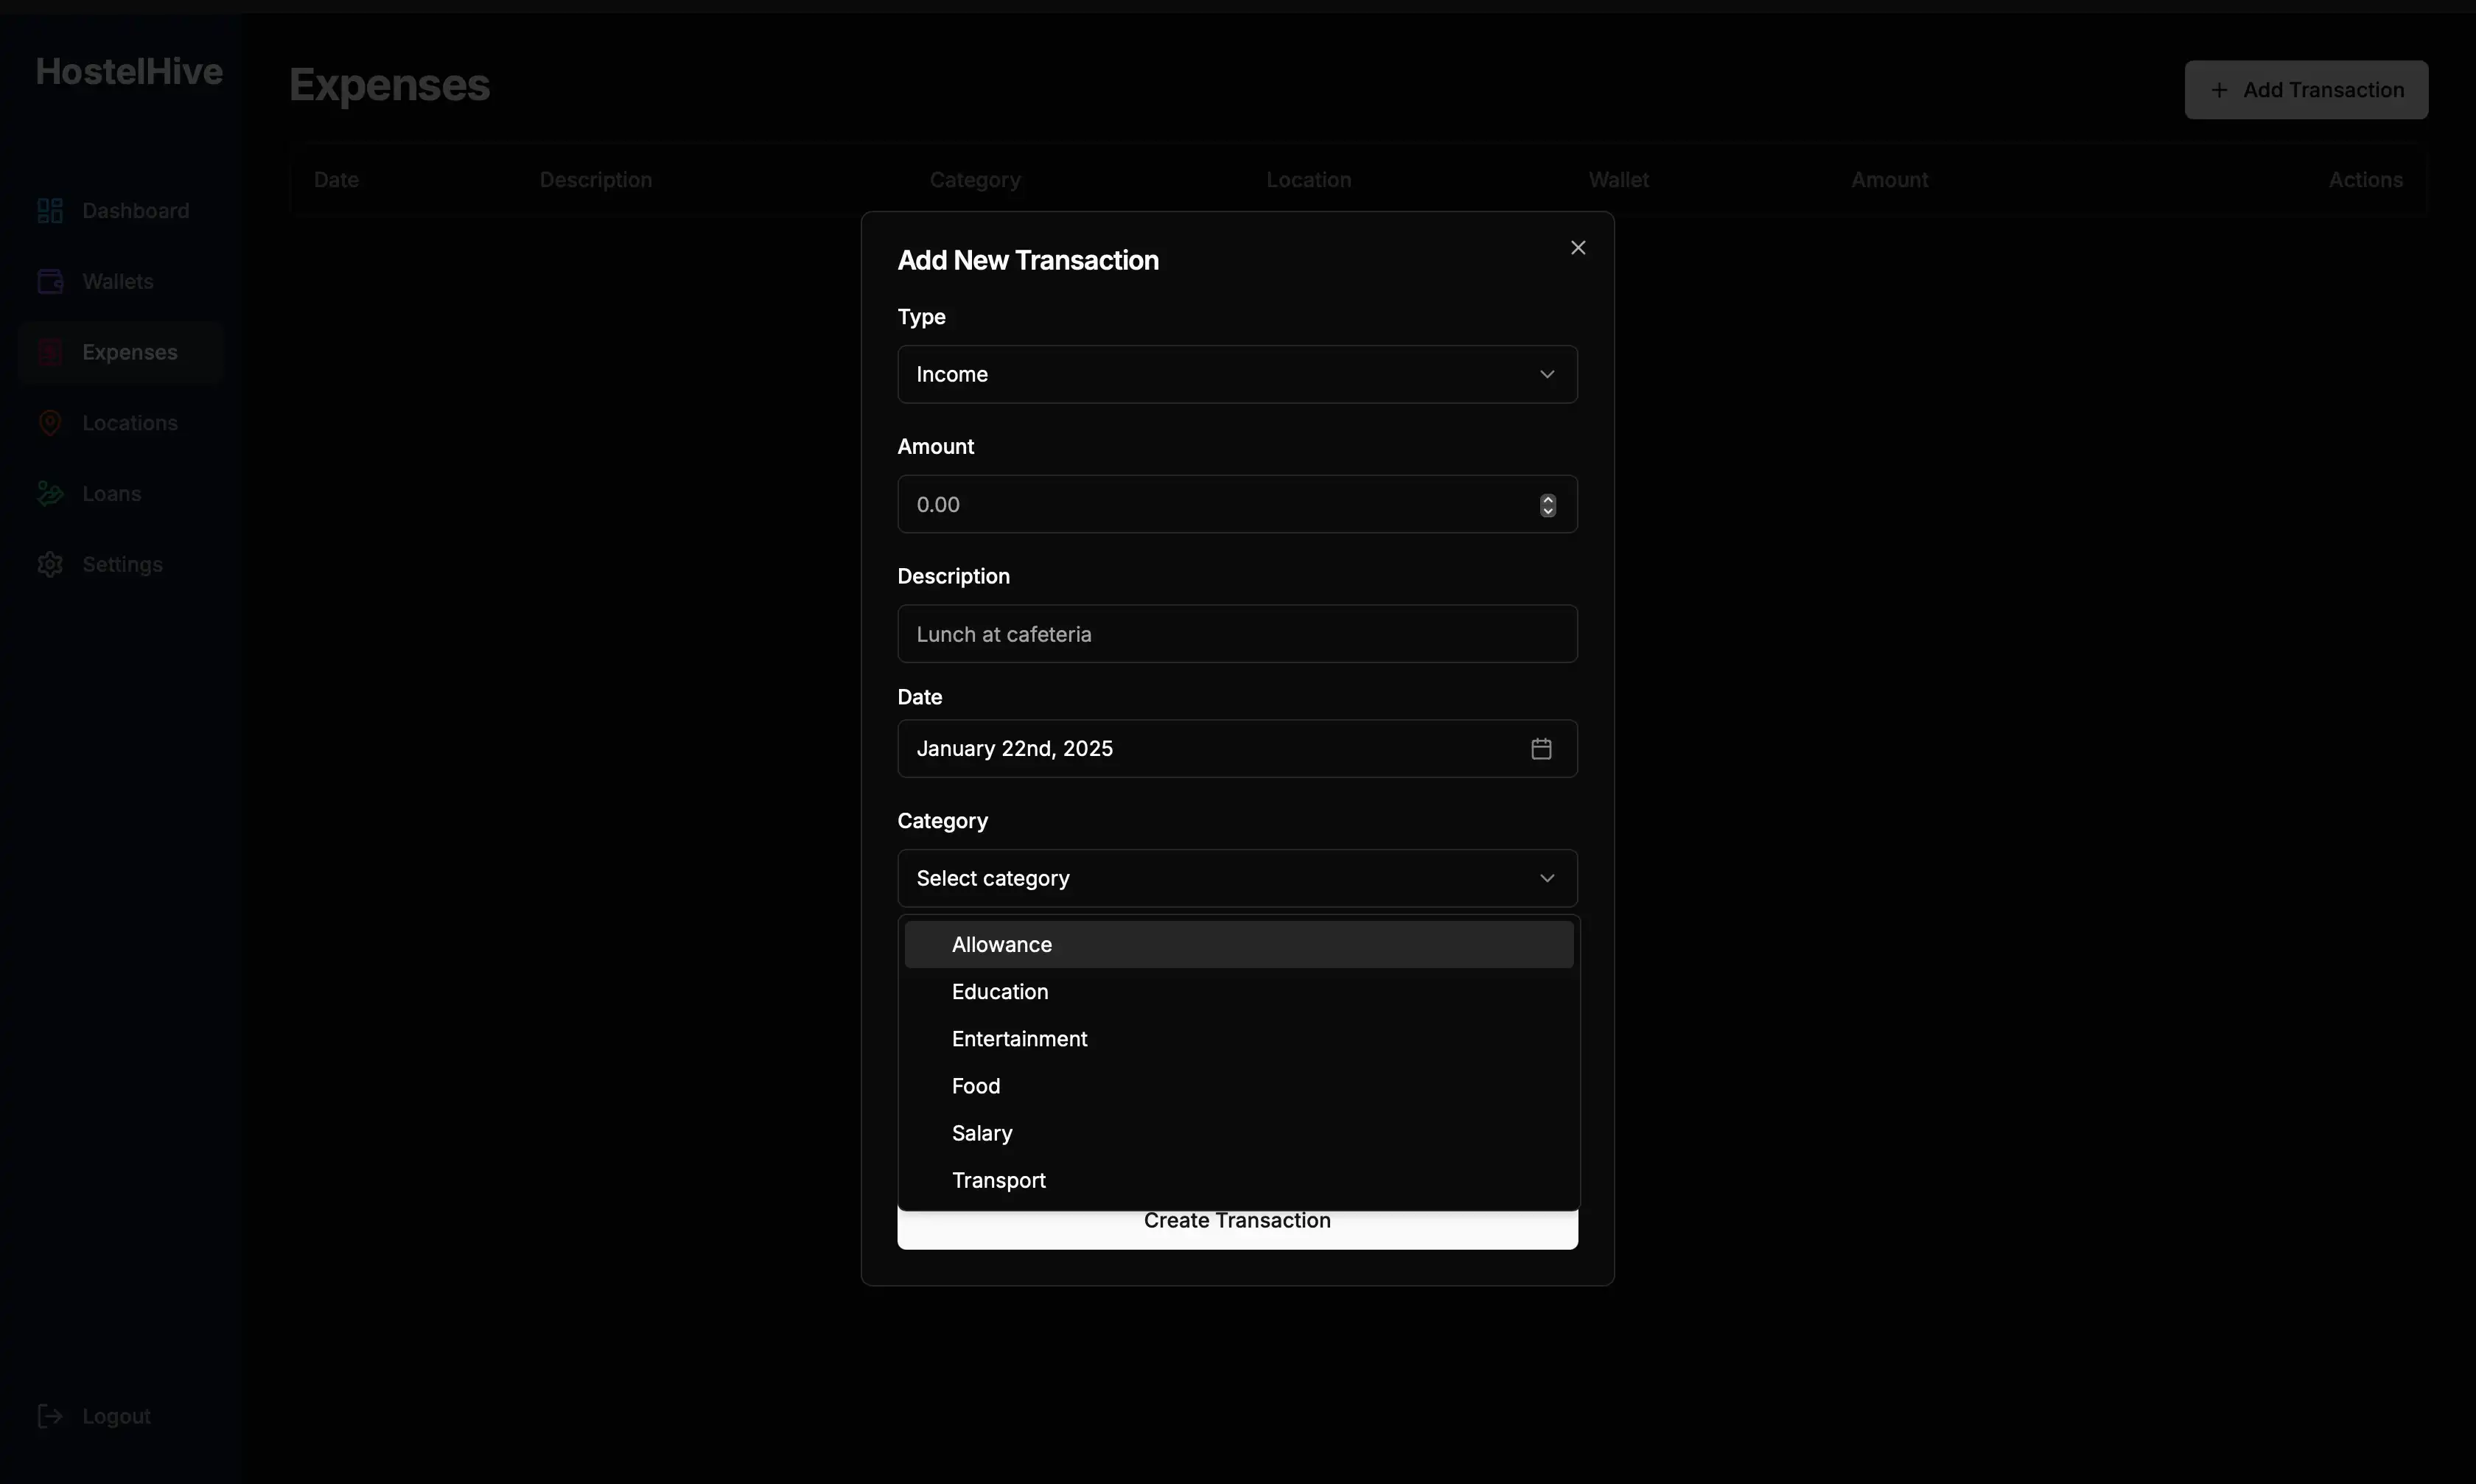 HostelHive
Dashboard
Wallets
Expenses
Locations
Loans
Settings
Logout
Expenses
Add Transaction
Date Description Category Location Wallet Amount Actions
Add New Transaction
Type
Income
Amount
0.00
Description
Lunch at cafeteria
Date
January 22nd, 2025
Category
Select category
Allowance
Education
Entertainment
Food
Salary
Transport
Create Transaction